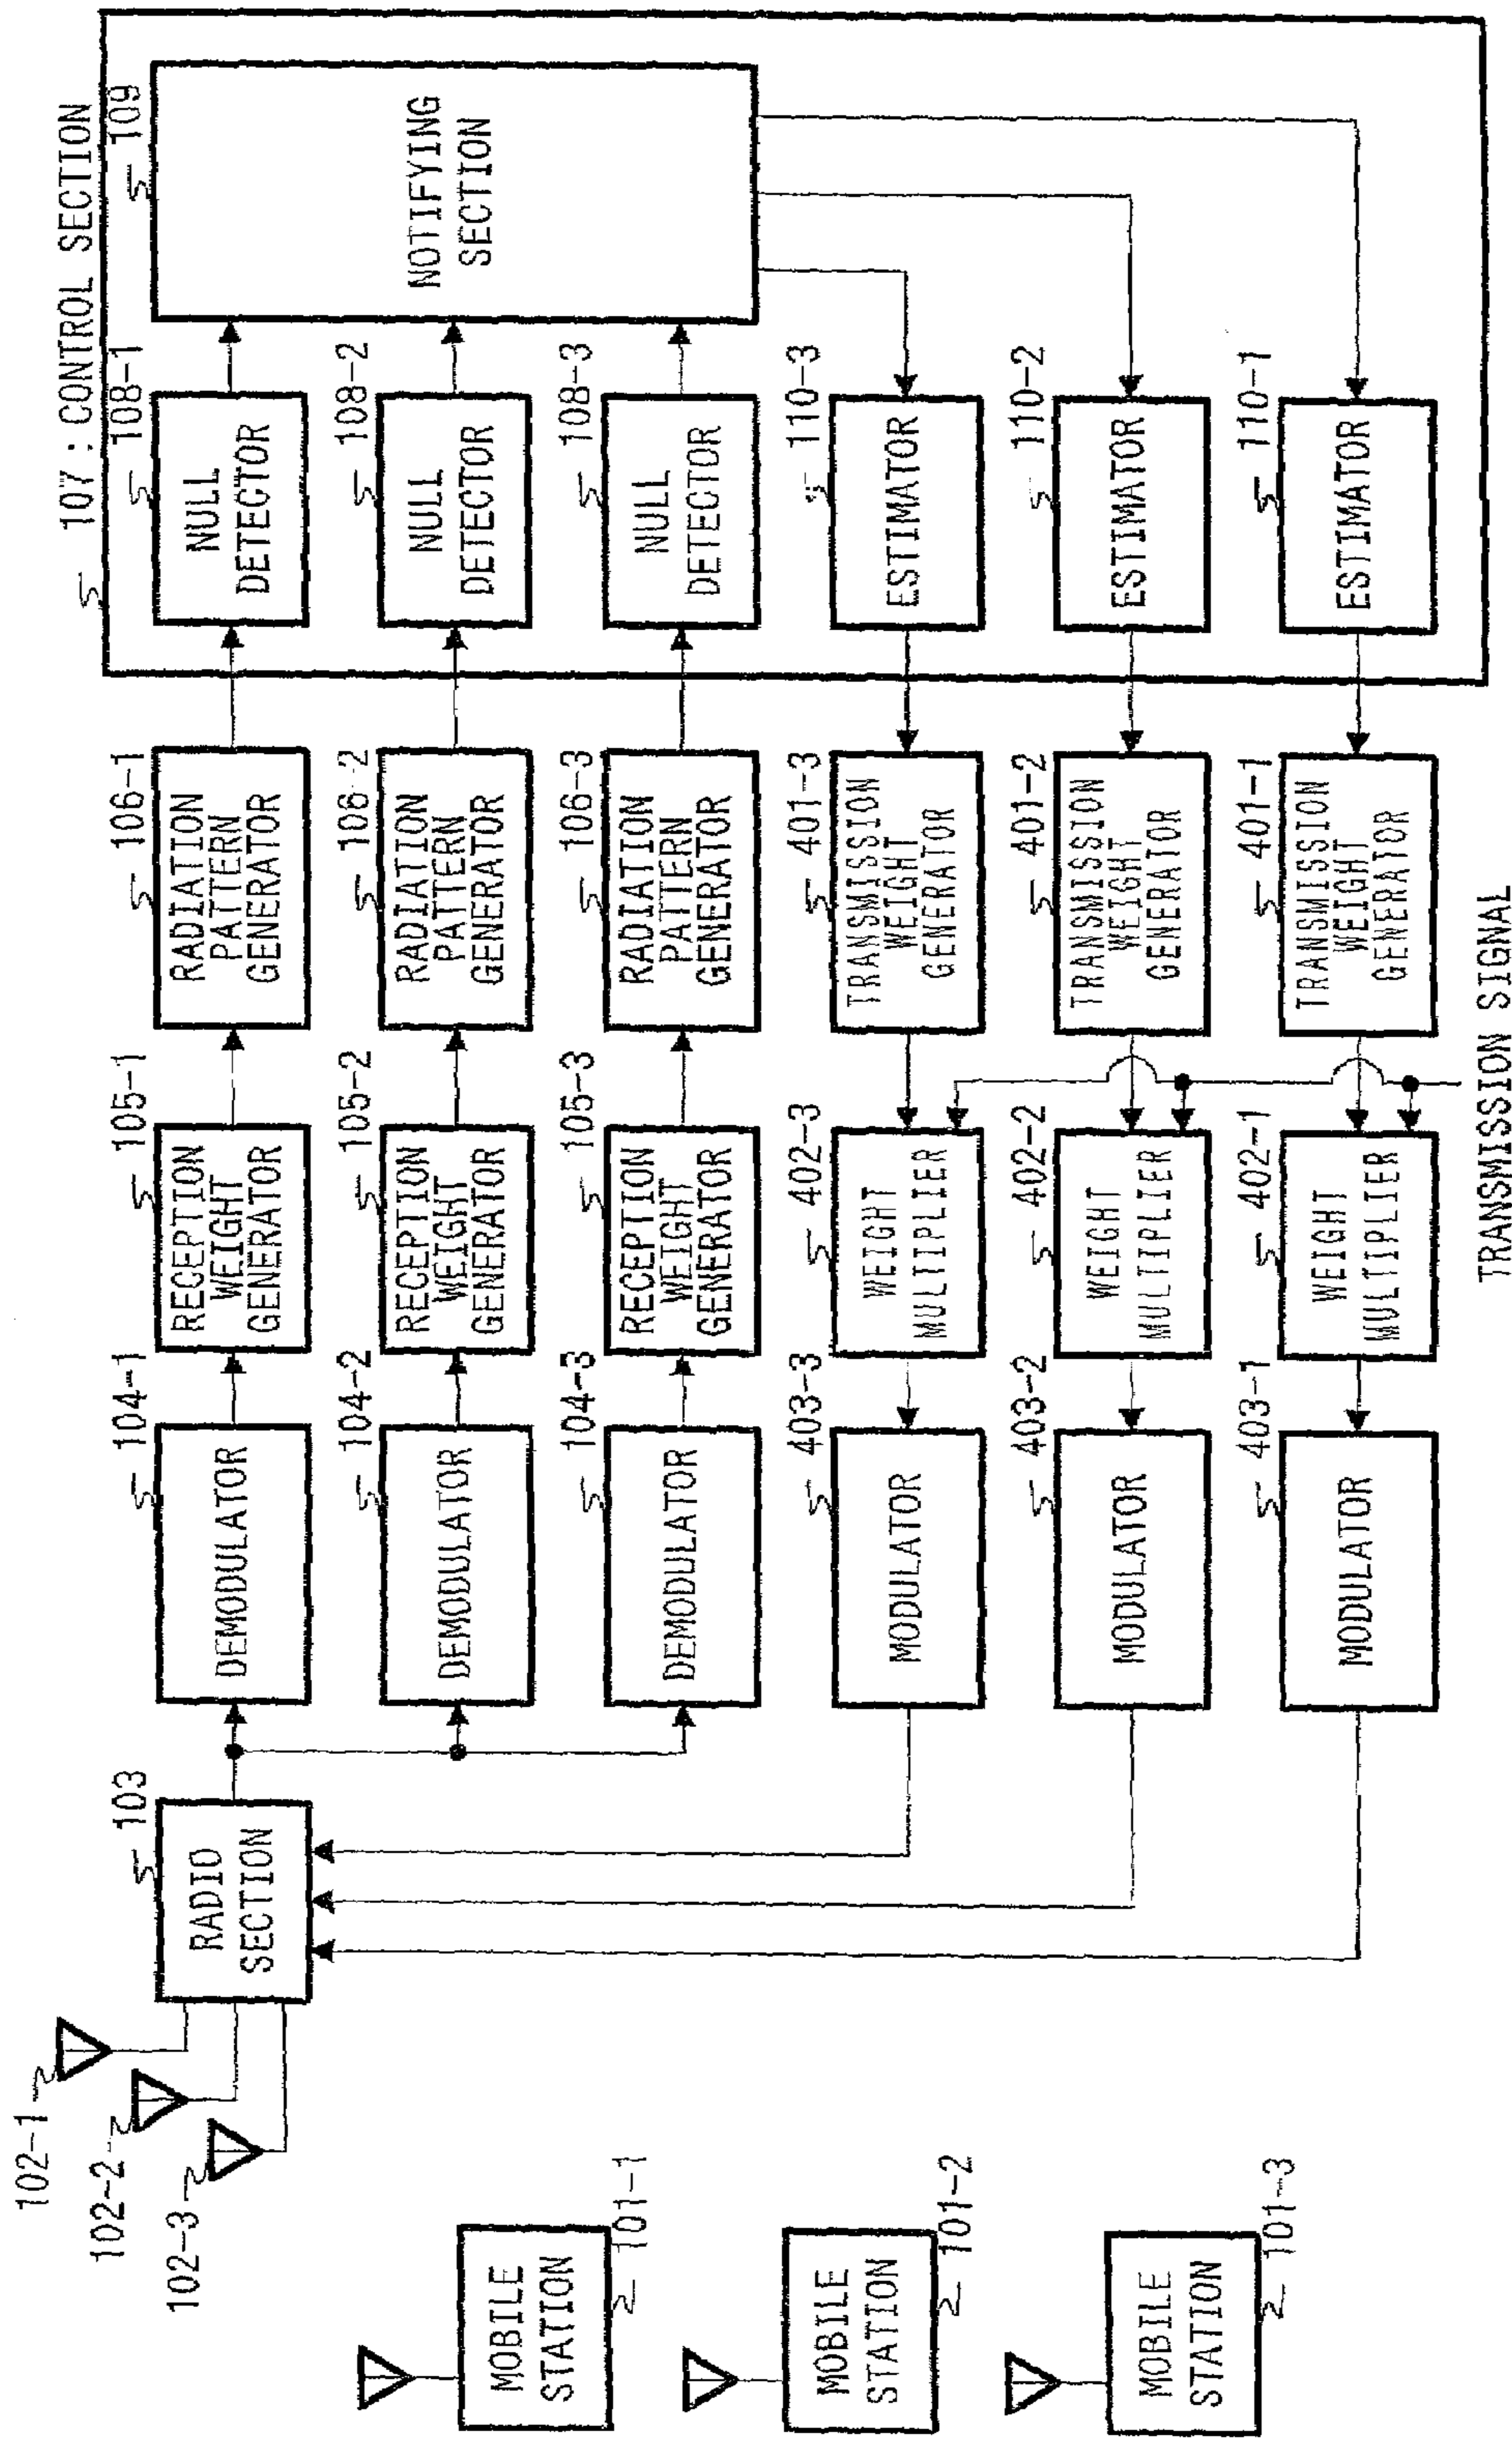 107 : CONTROL SECTION
102-1
102-2
102-3
103
RADIO
SECTION
104-1
DEMODULATOR
105-1
RECEPTION
WEIGHT
GENERATOR
106-1
RADIATION
PATTERN
GENERATOR
108-1
NULL
DETECTOR
109
NOTIFYING
SECTION
104-2
DEMODULATOR
105-2
RECEPTION
WEIGHT
GENERATOR
106-2
RADIATION
PATTERN
GENERATOR
108-2
NULL
DETECTOR
104-3
DEMODULATOR
105-3
RECEPTION
WEIGHT
GENERATOR
106-3
RADIATION
PATTERN
GENERATOR
108-3
NULL
DETECTOR
MOBILE
STATION
101-1
403-3
MODULATOR
402-3
WEIGHT
MULTIPLIER
401-3
TRANSMISSION
WEIGHT
GENERATOR
110-3
ESTIMATOR
MOBILE
STATION
101-2
403-2
MODULATOR
402-2
WEIGHT
MULTIPLIER
401-2
TRANSMISSION
WEIGHT
GENERATOR
110-2
ESTIMATOR
MOBILE
STATION
101-3
403-1
MODULATOR
402-1
WEIGHT
MULTIPLIER
401-1
TRANSMISSION
WEIGHT
GENERATOR
110-1
ESTIMATOR
TRANSMISSION SIGNAL